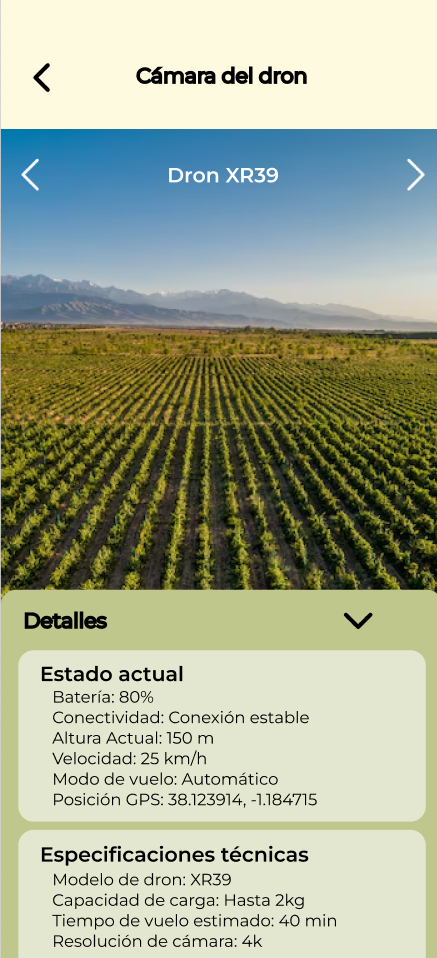 Cámara del dron
Dron XR39
Detalles
Estado actual
Batería: 80%
Conectividad: Conexión estable
Altura Actual: 150 m
Velocidad: 25 km/h
Modo de vuelo: Automático
Posición GPS: 38.123914, -1.184715
Especificaciones técnicas
Modelo de dron: XR39
Capacidad de carga: Hasta 2kg
Tiempo de vuelo estimado: 40 min
Resolución de cámara: 4k